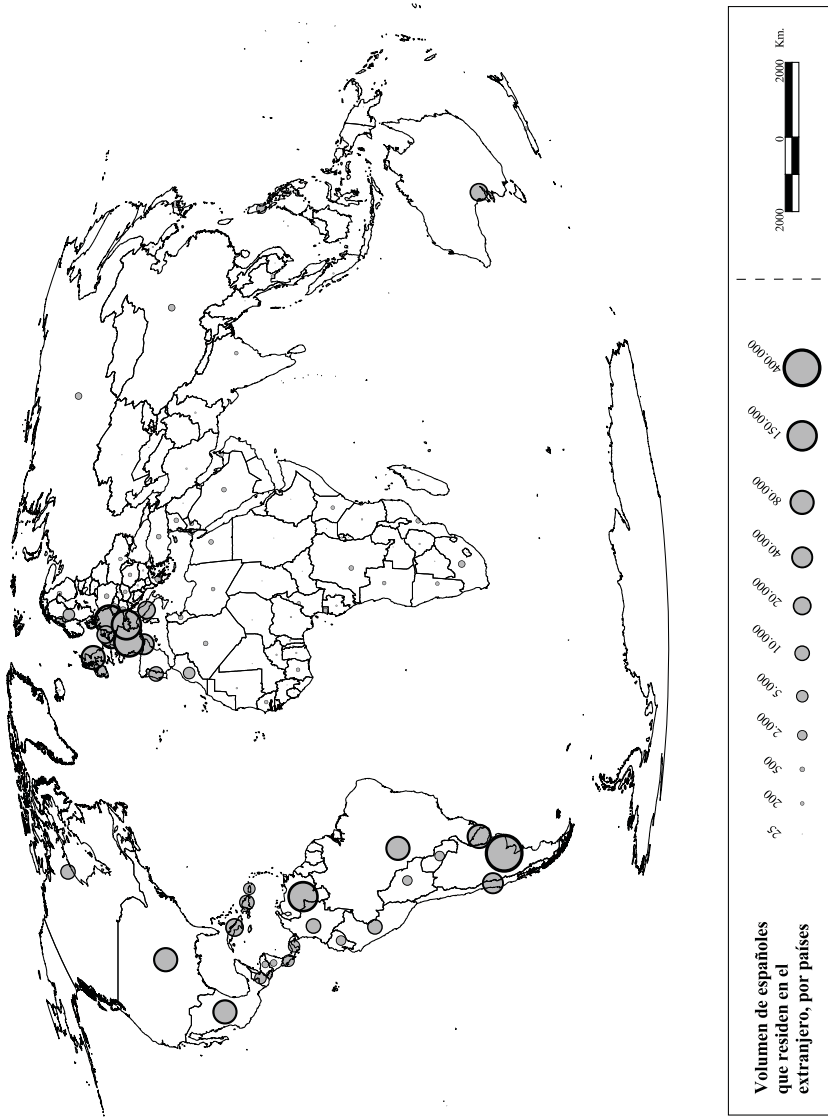 Volumen de españoles
que residen en el
extranjero, por países
25
200
500
2.000
5.000
10.000
20.000
40.000
80.000
150.000
400.000
2000 0 2000 Km.